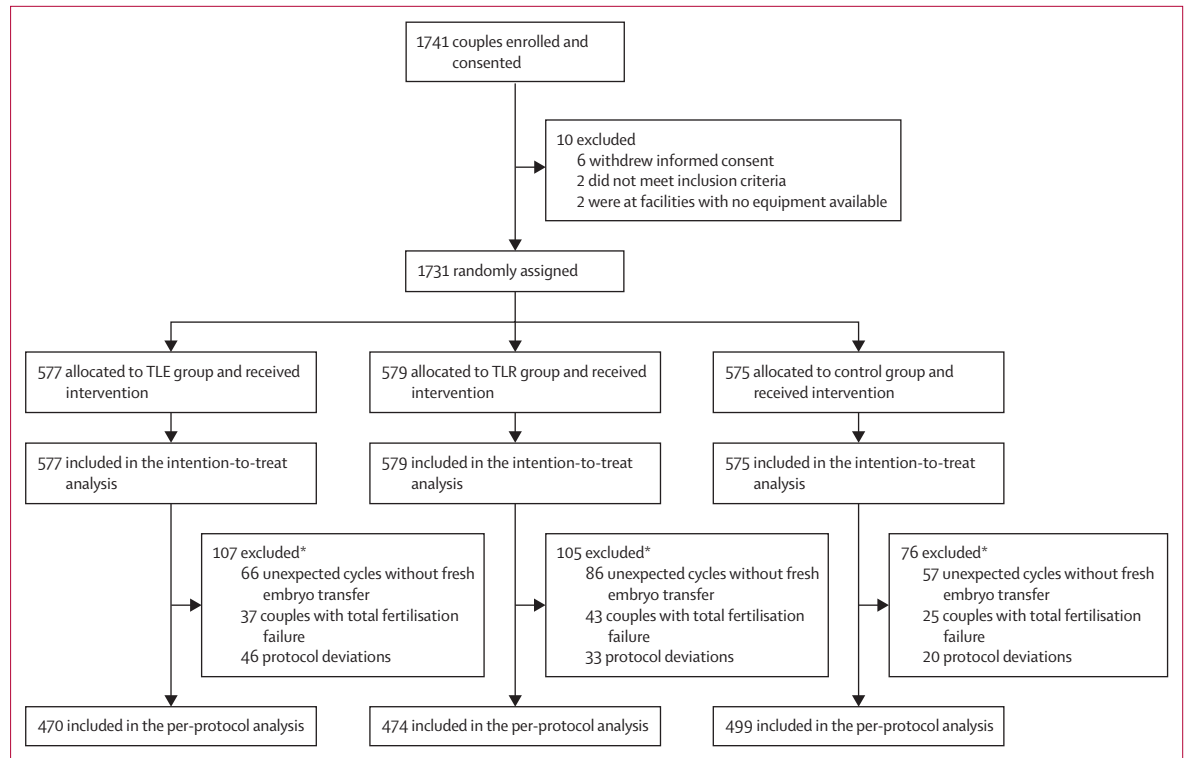 1741 couples enrolled and
consented
10 excluded
6 withdrew informed consent
2 did not meet inclusion criteria
2 were at facilities with no equipment available
1731 randomly assigned
577 allocated to TLE group and received
intervention
579 allocated to TLR group and received
intervention
575 allocated to control group and
received intervention
577 included in the intention-to-treat
analysis
579 included in the intention-to-treat
analysis
575 included in the intention-to-treat
analysis
107 excluded*
66 unexpected cycles without fresh
embryo transfer
37 couples with total fertilisation
failure
46 protocol deviations
105 excluded*
86 unexpected cycles without fresh
embryo transfer
43 couples with total fertilisation
failure
33 protocol deviations
76 excluded*
57 unexpected cycles without fresh
embryo transfer
25 couples with total fertilisation
failure
20 protocol deviations
470 included in the per-protocol analysis
474 included in the per-protocol analysis
499 included in the per-protocol analysis